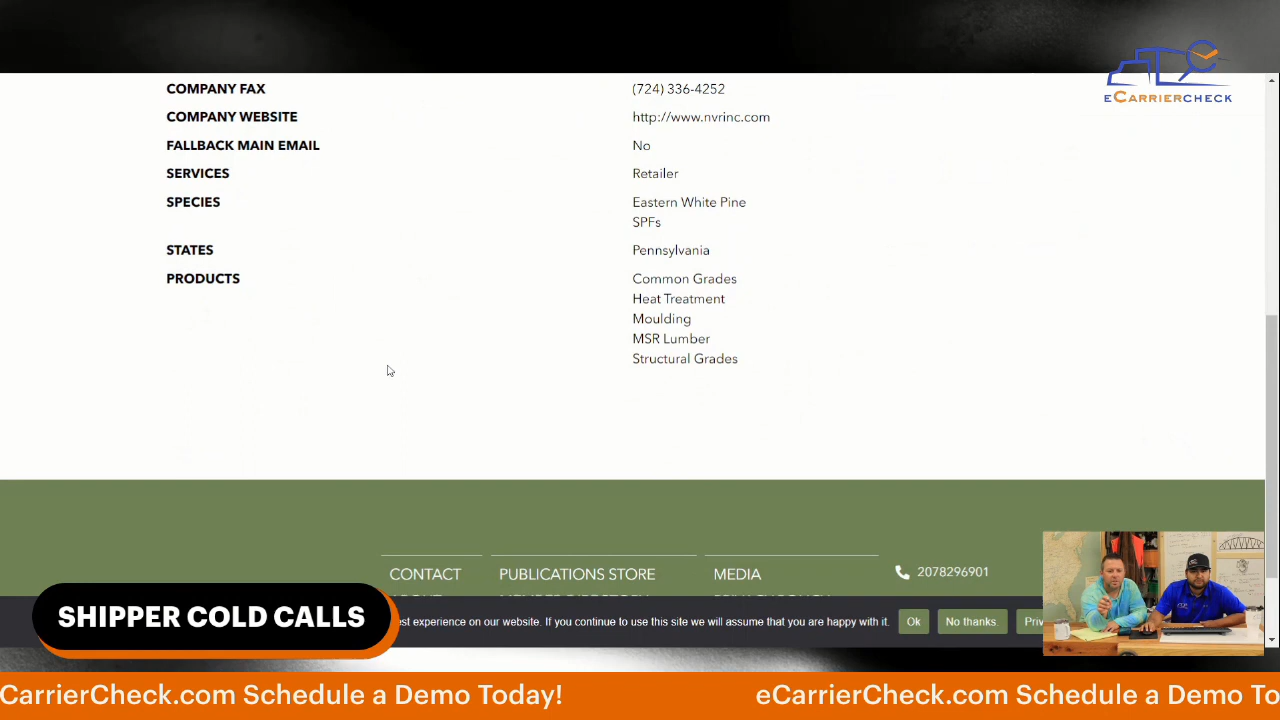 eCARRIERCHECK
COMPANY FAX (724) 336-4252
COMPANY WEBSITE http://www.nvrinc.com
FALLBACK MAIN EMAIL No
SERVICES Retailer
SPECIES Eastern White Pine
SPFs
STATES Pennsylvania
PRODUCTS Common Grades
Heat Treatment
Moulding
MSR Lumber
Structural Grades
CONTACT PUBLICATIONS STORE MEDIA 2078296901
est experience on our website. If you continue to use this site we will assume that you are happy with it. Ok No thanks. Priv
SHIPPER COLD CALLS
CarrierCheck.com Schedule a Demo Today! eCarrierCheck.com Schedule a Demo To